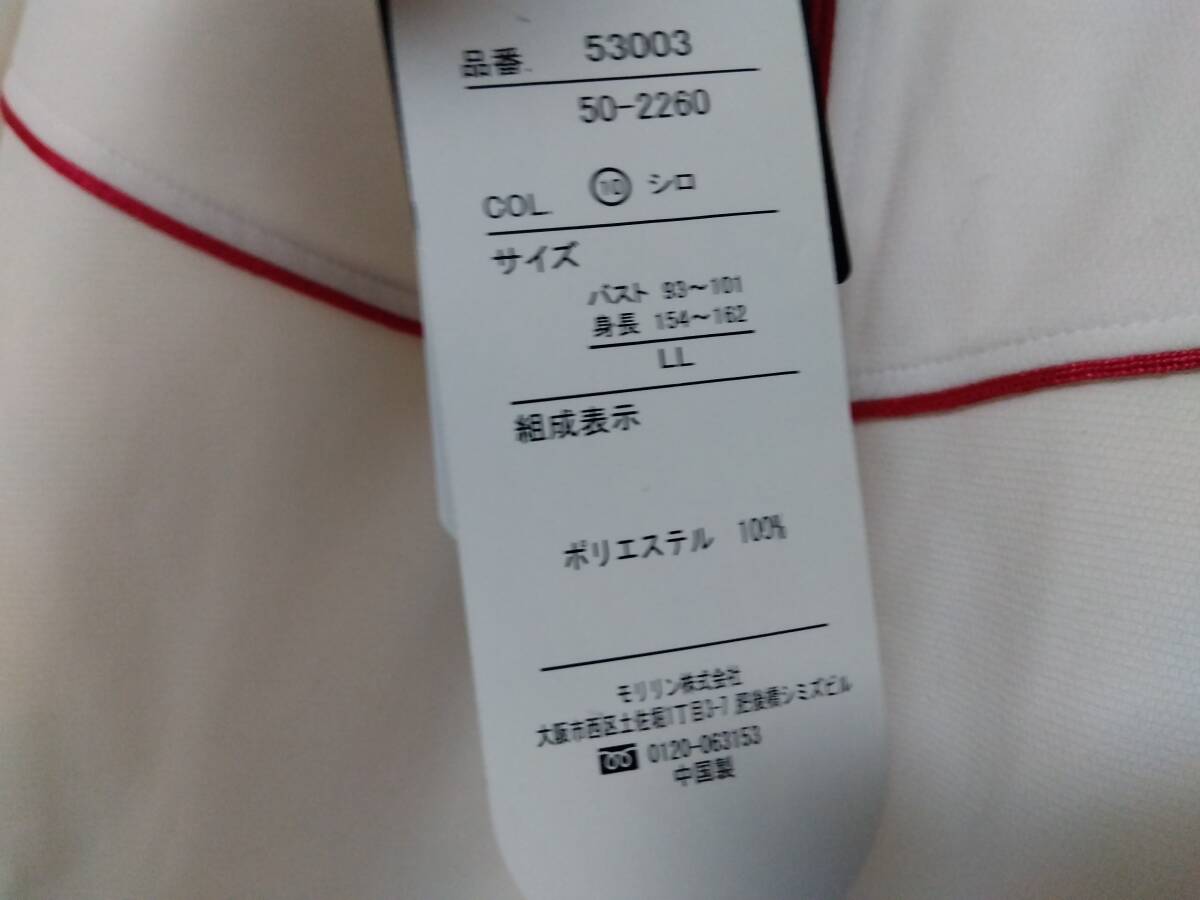 品番. 53003
50-2260
COL. ⑩ シロ
サイズ
バスト 93～101
身長 154～162
LL
組成表示
ポリエステル 100%
モリリン株式会社
大阪市西区土佐堀1丁目3-7 肥後橋シミズビル
0120-063153
中国製